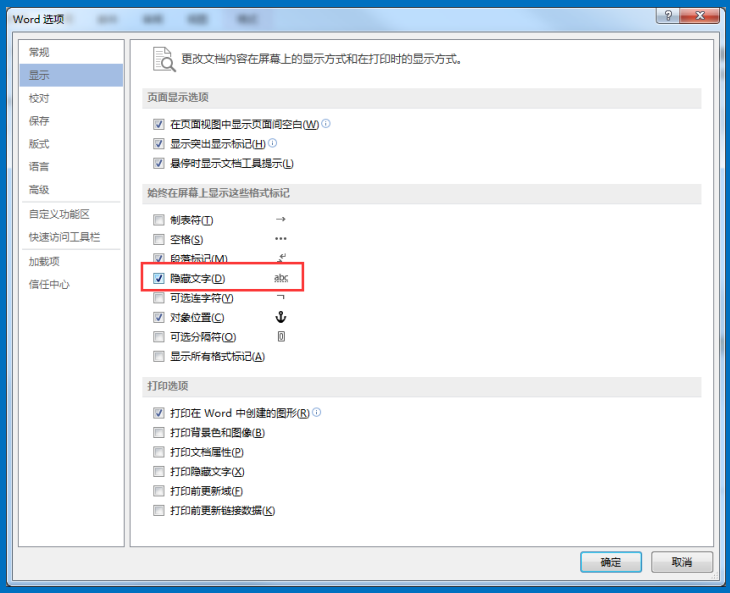 Word 选项
常规
显示
校对
保存
版式
语言
高级
自定义功能区
快速访问工具栏
加载项
信任中心
更改文档内容在屏幕上的显示方式和在打印时的显示方式。
页面显示选项
在页面视图中显示页面间空白(W)
显示突出显示标记(H)
悬停时显示文档工具提示(L)
始终在屏幕上显示这些格式标记
制表符(T)
空格(S)
段落标记(M)
隐藏文字(D) abc
可选连字符(Y)
对象位置(C)
可选分隔符(O)
显示所有格式标记(A)
打印选项
打印在 Word 中创建的图形(R)
打印背景色和图像(B)
打印文档属性(P)
打印隐藏文字(X)
打印前更新域(F)
打印前更新链接数据(K)
确定 取消